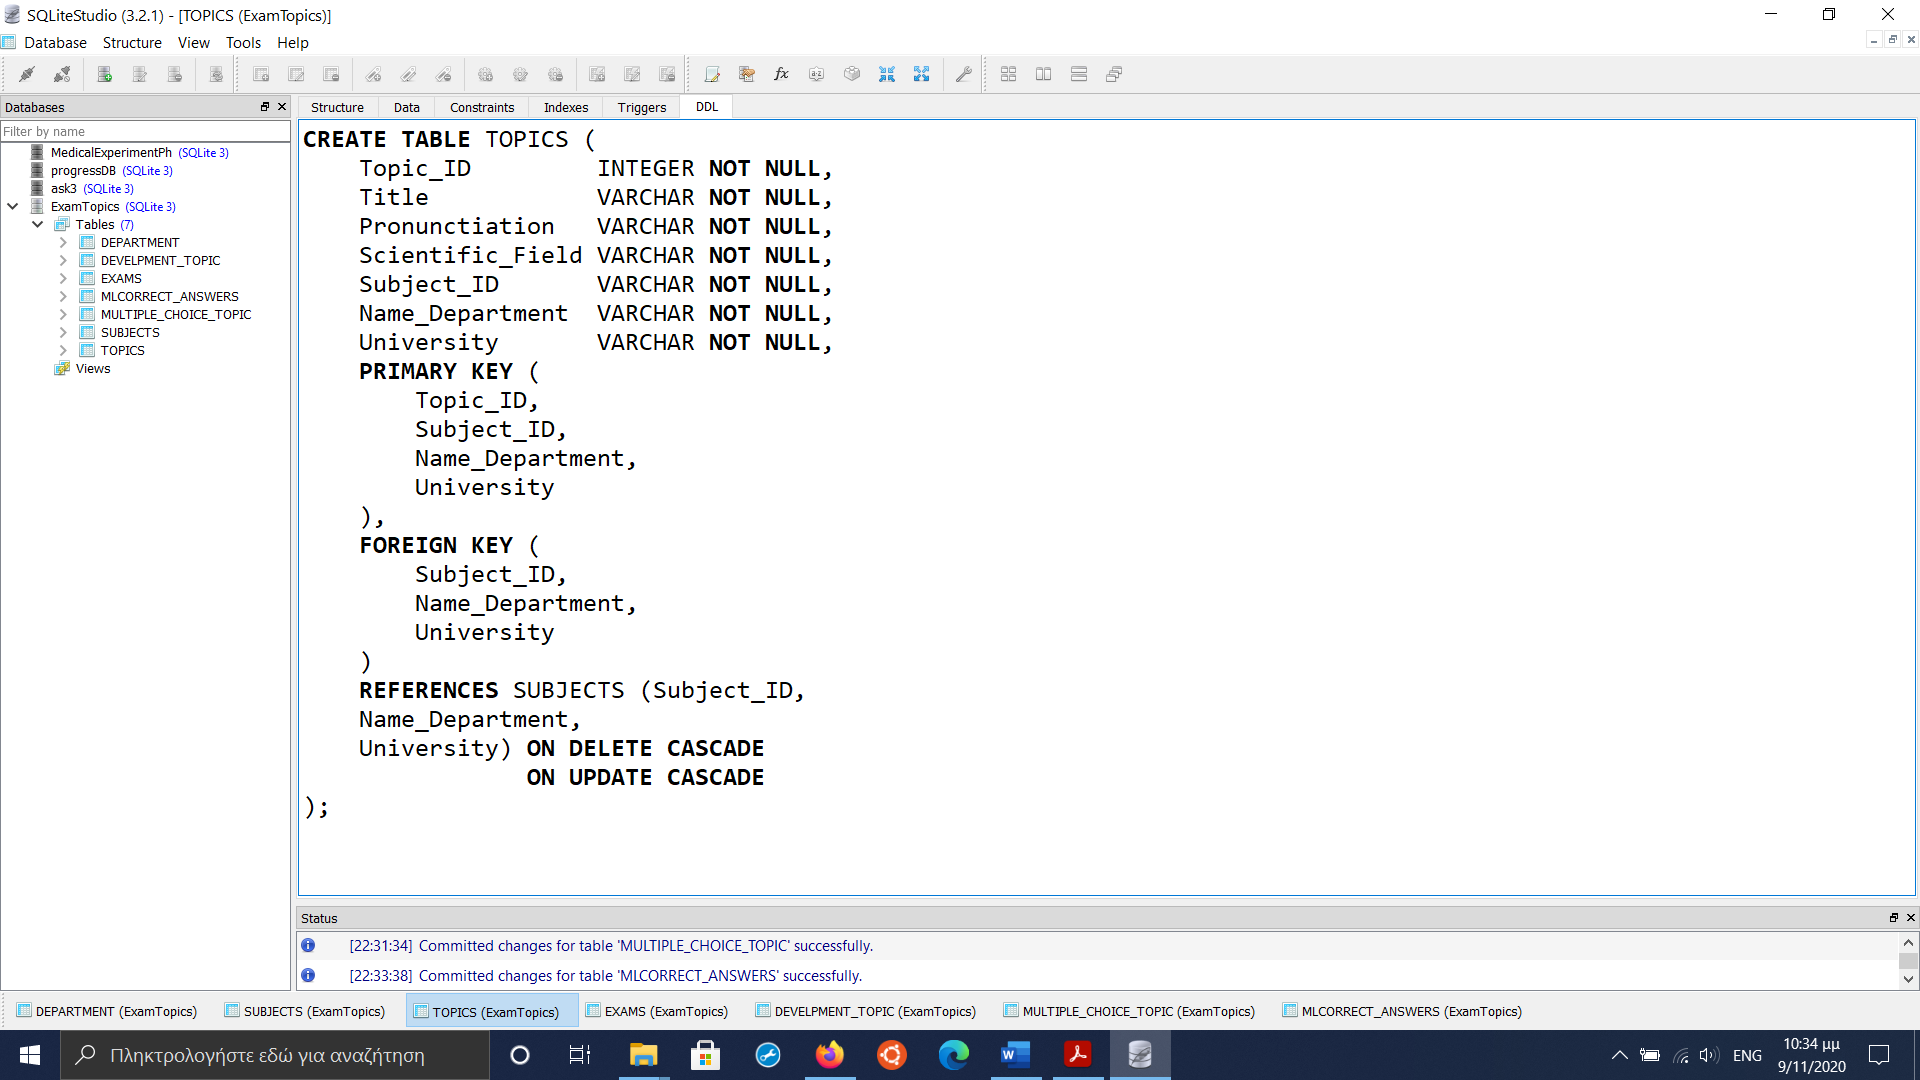 SQLiteStudio (3.2.1) - [TOPICS (ExamTopics)]
Database Structure View Tools Help
Databases
Filter by name
MedicalExperimentPh (SQLite 3)
progressDB (SQLite 3)
ask3 (SQLite 3)
ExamTopics (SQLite 3)
Tables (7)
DEPARTMENT
DEVELPMENT_TOPIC
EXAMS
MLCORRECT_ANSWERS
MULTIPLE_CHOICE_TOPIC
SUBJECTS
TOPICS
Views
Structure Data Constraints Indexes Triggers DDL
CREATE TABLE TOPICS (
Topic_ID INTEGER NOT NULL,
Title VARCHAR NOT NULL,
Pronunctiation VARCHAR NOT NULL,
Scientific_Field VARCHAR NOT NULL,
Subject_ID VARCHAR NOT NULL,
Name_Department VARCHAR NOT NULL,
University VARCHAR NOT NULL,
PRIMARY KEY (
Topic_ID,
Subject_ID,
Name_Department,
University
),
FOREIGN KEY (
Subject_ID,
Name_Department,
University
)
REFERENCES SUBJECTS (Subject_ID,
Name_Department,
University) ON DELETE CASCADE
ON UPDATE CASCADE
);
Status
[22:31:34] Committed changes for table 'MULTIPLE_CHOICE_TOPIC' successfully.
[22:33:38] Committed changes for table 'MLCORRECT_ANSWERS' successfully.
DEPARTMENT (ExamTopics) SUBJECTS (ExamTopics) TOPICS (ExamTopics) EXAMS (ExamTopics) DEVELPMENT_TOPIC (ExamTopics) MULTIPLE_CHOICE_TOPIC (ExamTopics) MLCORRECT_ANSWERS (ExamTopics)
Πληκτρολογήστε εδώ για αναζήτηση
ENG
10:34 μμ
9/11/2020